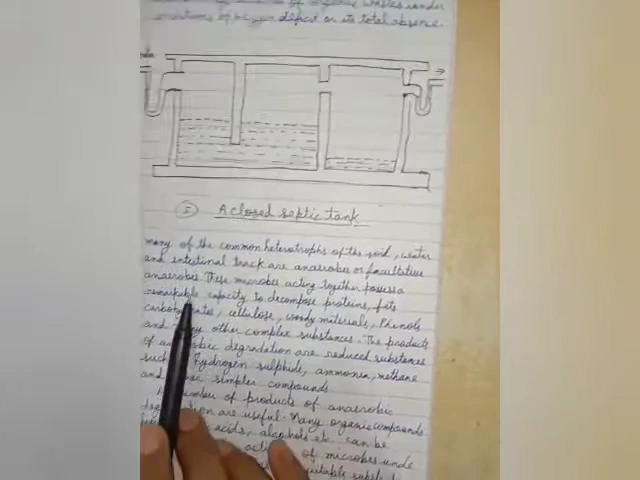 organic wastes under
conditions of oxygen deficit or its total absence.
① A closed septic tank
many of the common heterotrophs of the soil, water
and intestinal track are anaerobes or facultative
anaerobes. These microbes acting together possess a
remarkable capacity to decompose proteins, fats
carbohydrates, cellulose, woody materials, Phenols
and many other complex substances. The products
of anaerobic degradation are reduced substances
such hydrogen sulphide, ammonia, methane
and other simpler compounds
A number of products of anaerobic
are useful. Many organic compounds
acids, alcohols etc. can be
of microbes unde
suitable